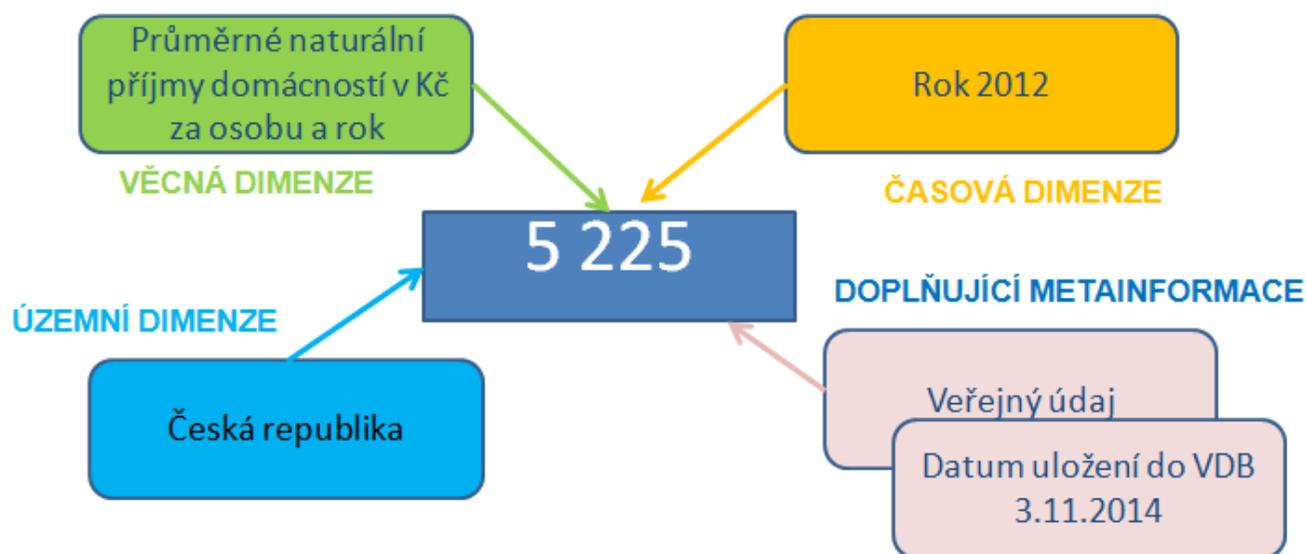 Průměrné naturální
příjmy domácností v Kč
za osobu a rok
VĚCNÁ DIMENZE
Rok 2012
ČASOVÁ DIMENZE
5 225
ÚZEMNÍ DIMENZE
Česká republika
DOPLŇUJÍCÍ METAINFORMACE
Veřejný údaj
Datum uložení do VDB
3.11.2014